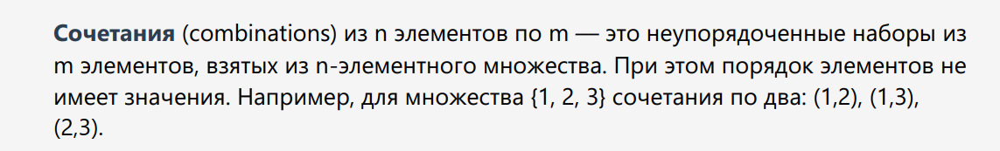 Сочетания (combinations) из n элементов по m — это неупорядоченные наборы из
m элементов, взятых из n-элементного множества. При этом порядок элементов не
имеет значения. Например, для множества {1, 2, 3} сочетания по два: (1,2), (1,3),
(2,3).